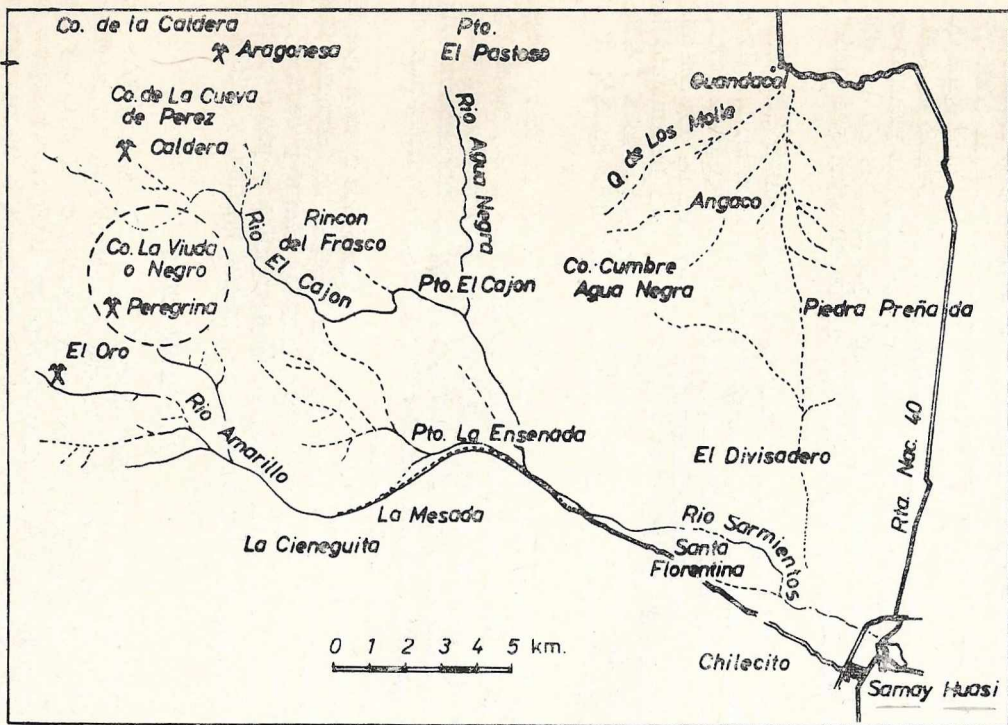 Co. de la Caldera
Aragonesa
Pto.
El Pastoso
Co. de La Cueva
de Perez
Caldera
Rio Agua Negra
Guandacol
Q. de Los Molle
Angaco
Rincon
del Frasco
Rio El Cajon
Co. La Viuda
o Negro
Peregrina
Pto. El Cajon
Co. Cumbre
Agua Negra
Piedra Preñada
El Oro
Rio Amarillo
Pto. La Ensenada
El Divisadero
Rta. Nac. 40
La Mesada
La Cieneguita
Rio Sarmientos
Santa
Florentina
0 1 2 3 4 5 km.
Chilecito
Samay Huasi